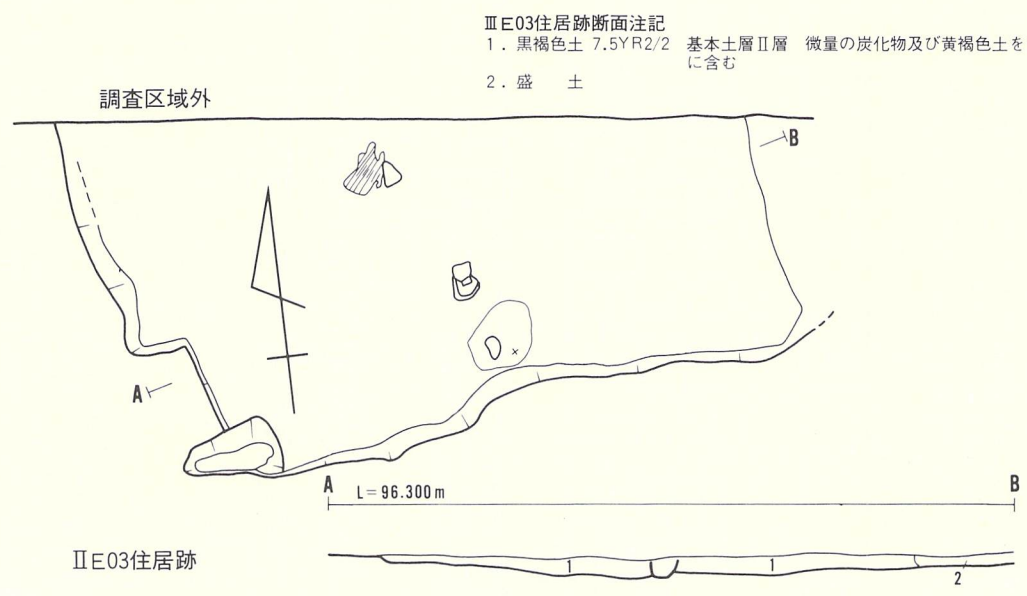 ⅢE03住居跡断面注記
1．黒褐色土 7.5YR2/2 基本土層Ⅱ層 微量の炭化物及び黄褐色土を
に含む
2．盛 土
調査区域外
B
A
A L=96.300m B
ⅡE03住居跡
1 1 2